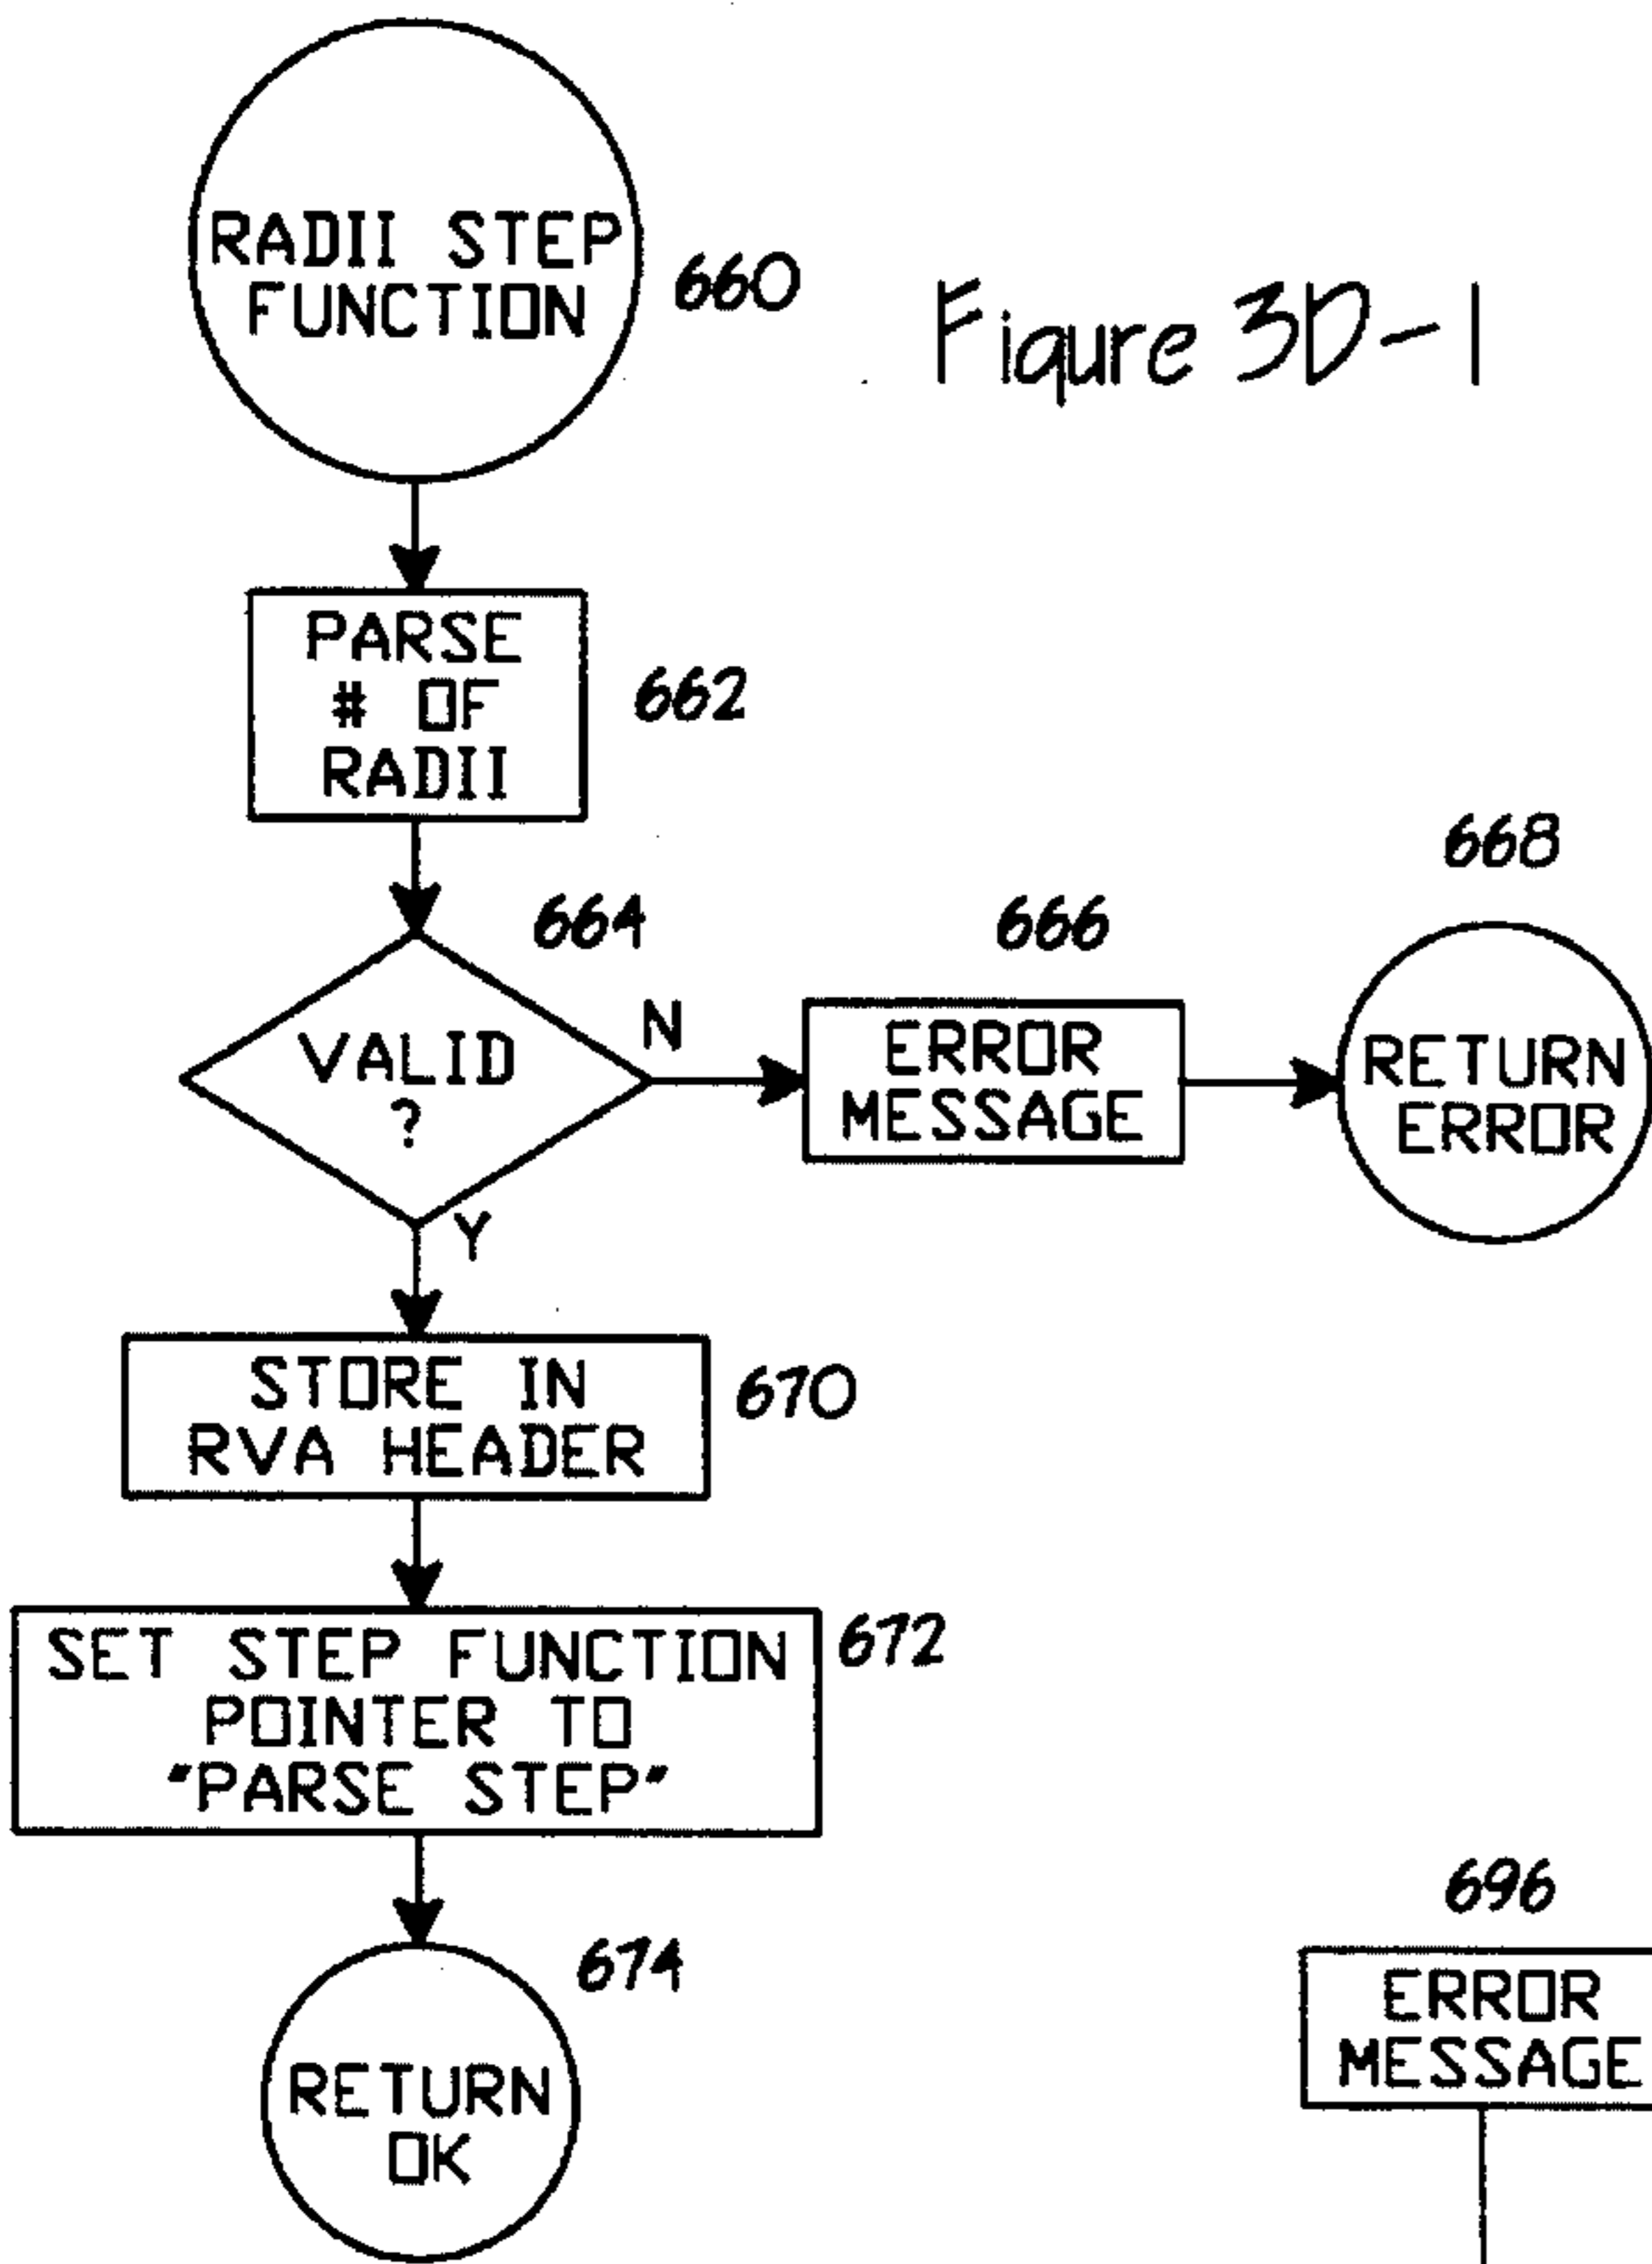 RADII STEP
FUNCTION
660
Figure 3D-1
PARSE
# OF
RADII
662
664
666
668
VALID
?
N
Y
ERROR
MESSAGE
RETURN
ERROR
STORE IN
RVA HEADER
670
SET STEP FUNCTION
POINTER TO
"PARSE STEP"
672
674
RETURN
OK
696
ERROR
MESSAGE